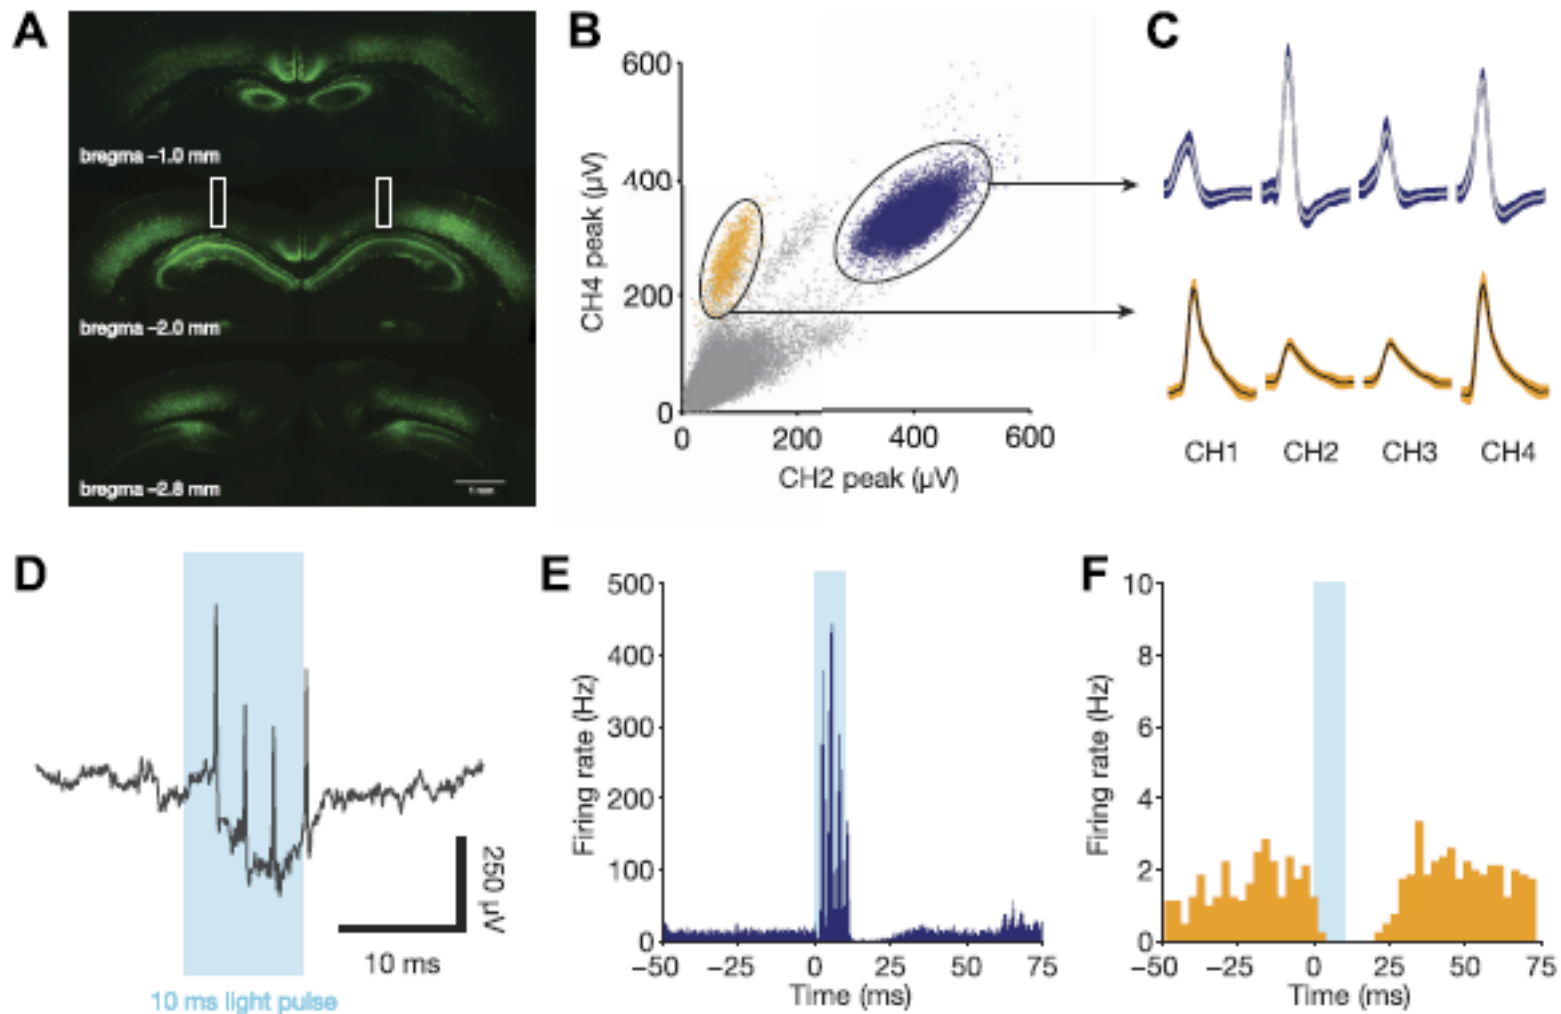 A
bregma –1.0 mm
bregma –2.0 mm
bregma –2.8 mm
1 mm
B
600
400
200
0
0 200 400 600
CH4 peak (µV)
CH2 peak (µV)
C
CH1 CH2 CH3 CH4
D
250 µV
10 ms
10 ms light pulse
E
500
400
300
200
100
0
−50 −25 0 25 50 75
Firing rate (Hz)
Time (ms)
F
10
8
6
4
2
0
−50 −25 0 25 50 75
Firing rate (Hz)
Time (ms)